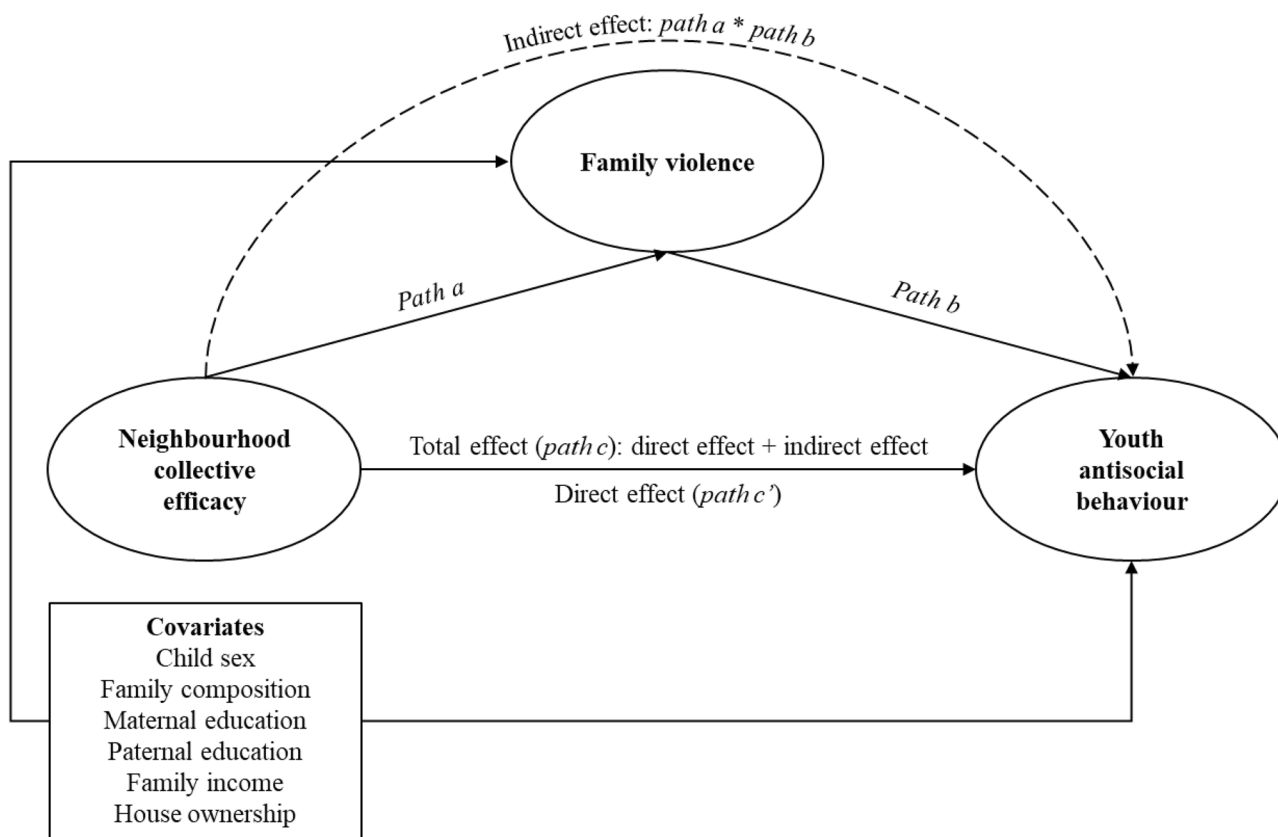 Indirect effect: path a * path b
Family violence
Path a
Path b
Neighbourhood
collective
efficacy
Total effect (path c): direct effect + indirect effect
Direct effect (path c’)
Youth
antisocial
behaviour
Covariates
Child sex
Family composition
Maternal education
Paternal education
Family income
House ownership